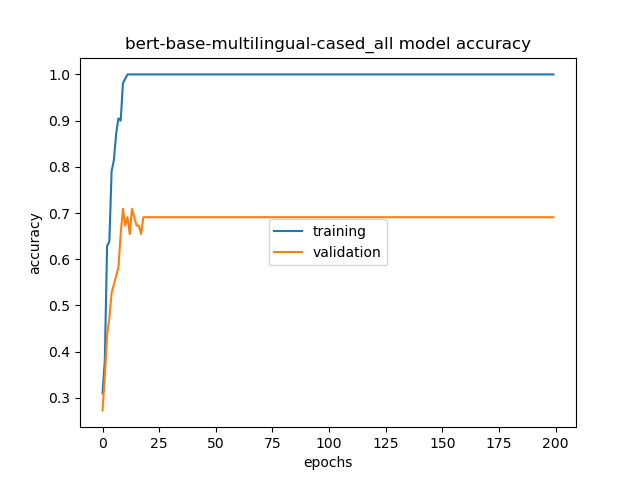 bert-base-multilingual-cased_all model accuracy
1.0
0.9
0.8
0.7
0.6
0.5
0.4
0.3
accuracy
training
validation
0 25 50 75 100 125 150 175 200
epochs